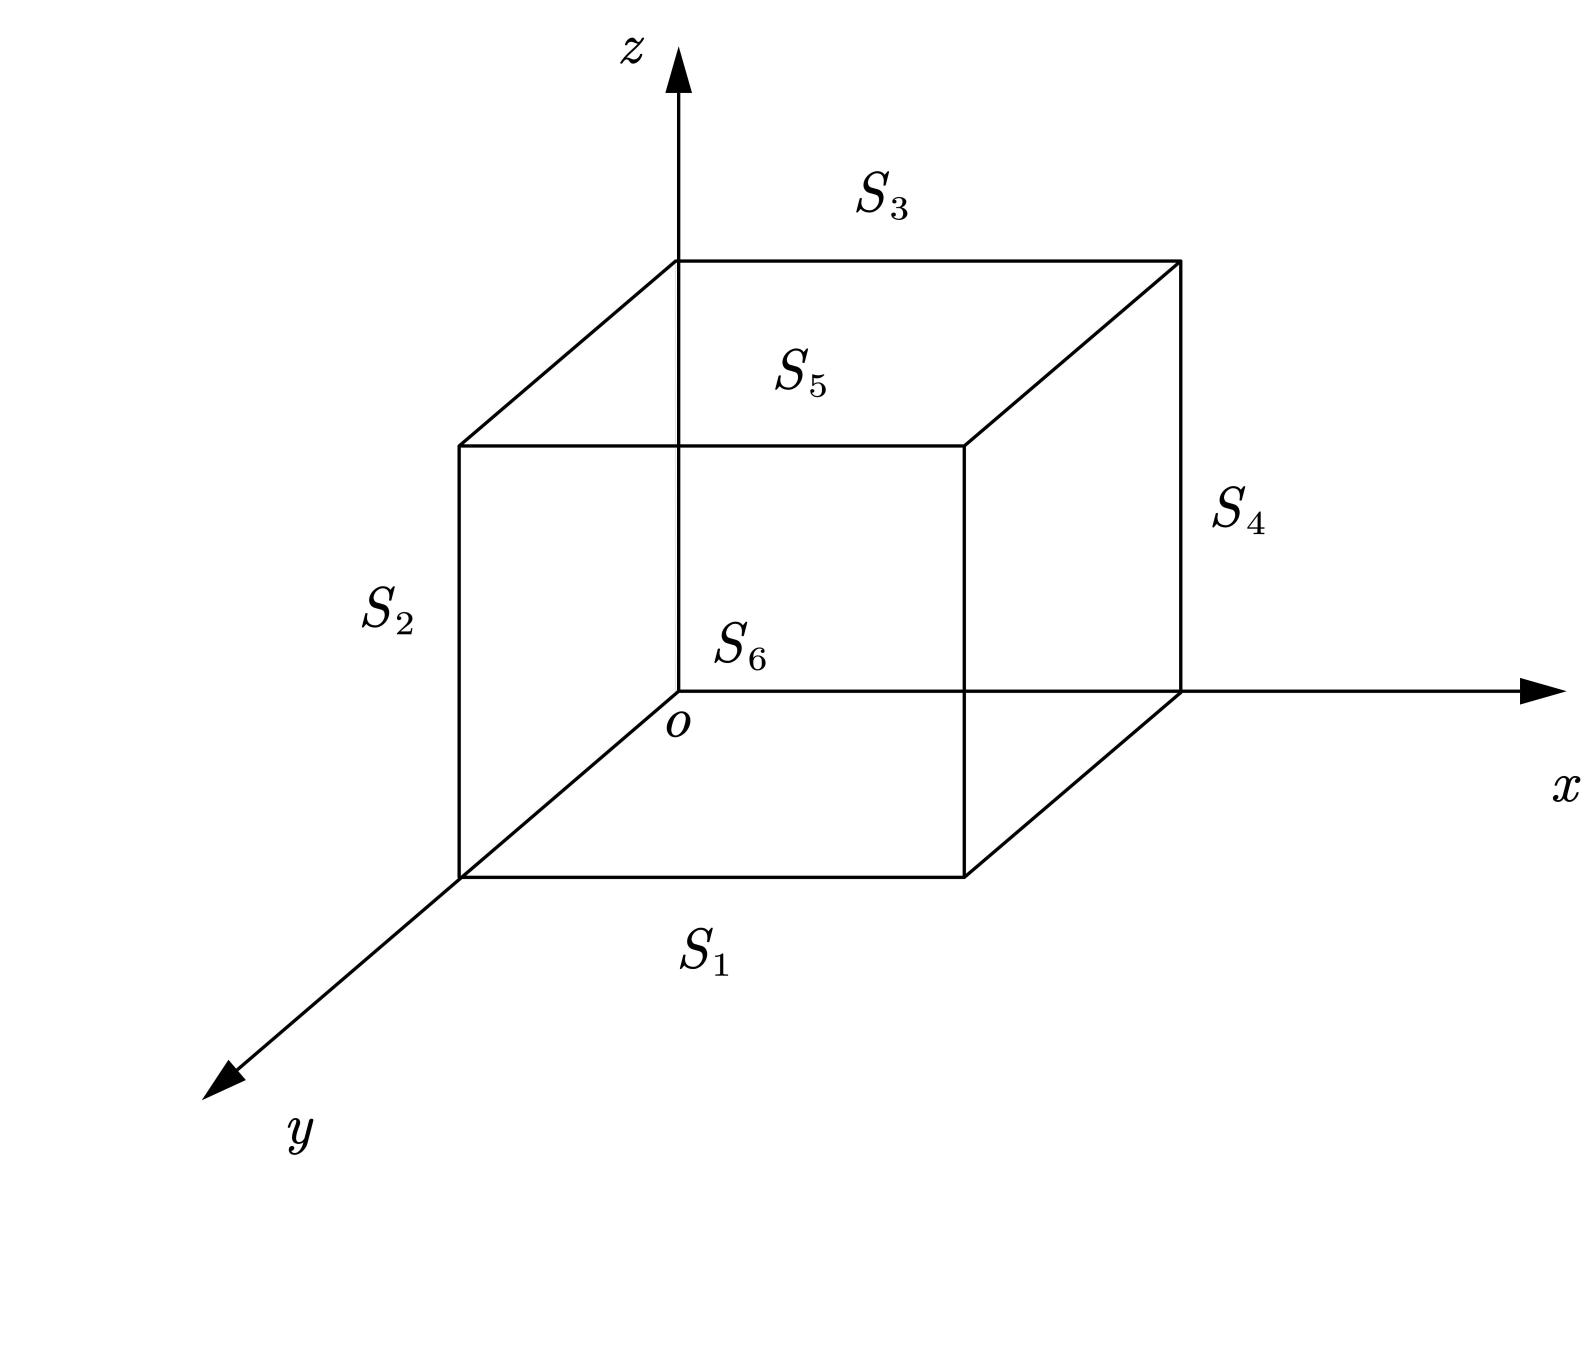 z
S₃
S₅
S₄
S₂
S₆
o
x
S₁
y